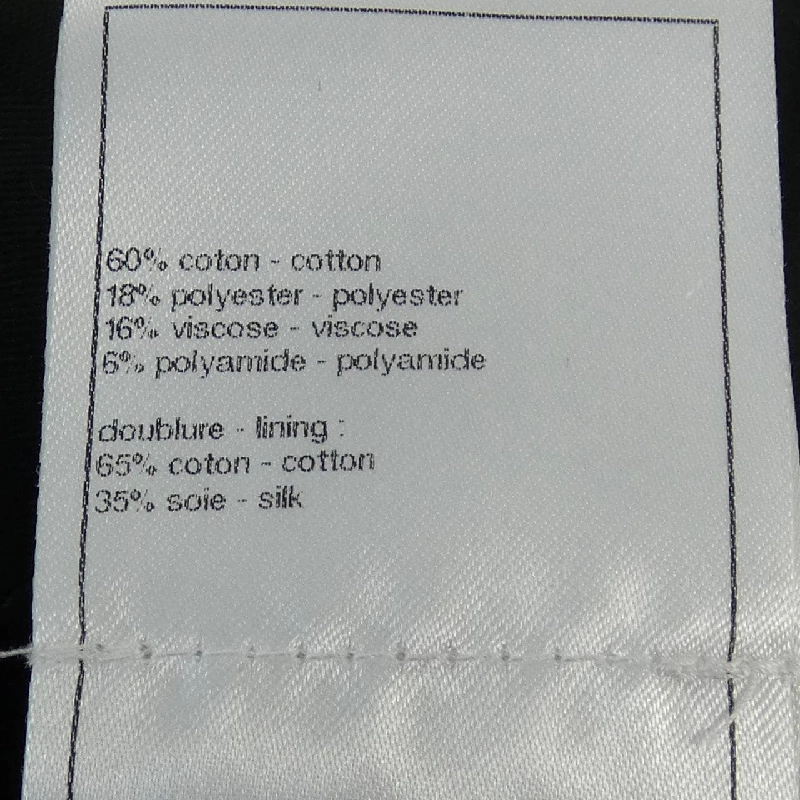 60% coton - cotton
18% polyester - polyester
16% viscose - viscose
6% polyamide - polyamide
doublure - lining :
65% coton - cotton
35% soie - silk